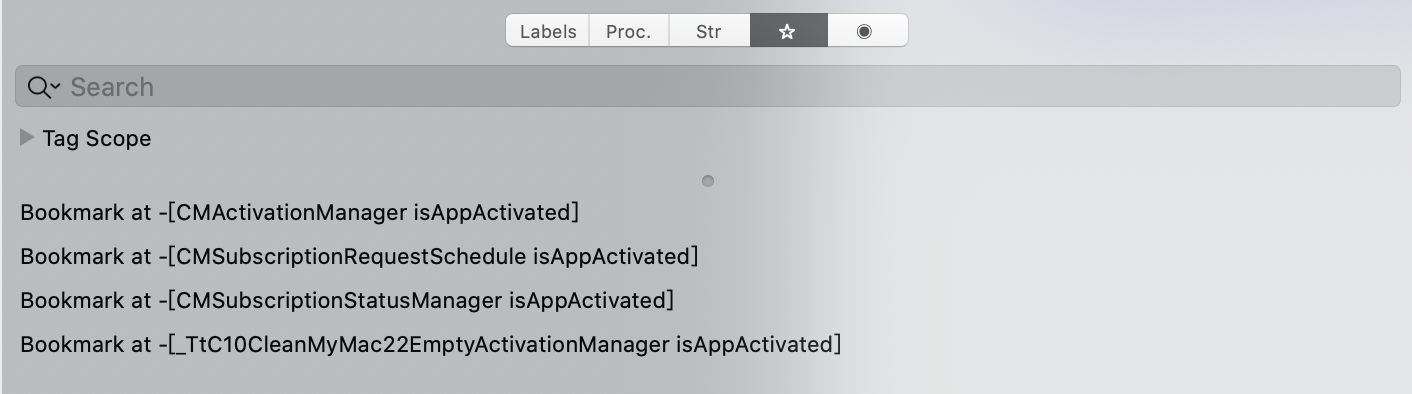 Labels Proc. Str
Search
Tag Scope
Bookmark at -[CMActivationManager isAppActivated]
Bookmark at -[CMSubscriptionRequestSchedule isAppActivated]
Bookmark at -[CMSubscriptionStatusManager isAppActivated]
Bookmark at -[_TtC10CleanMyMac22EmptyActivationManager isAppActivated]